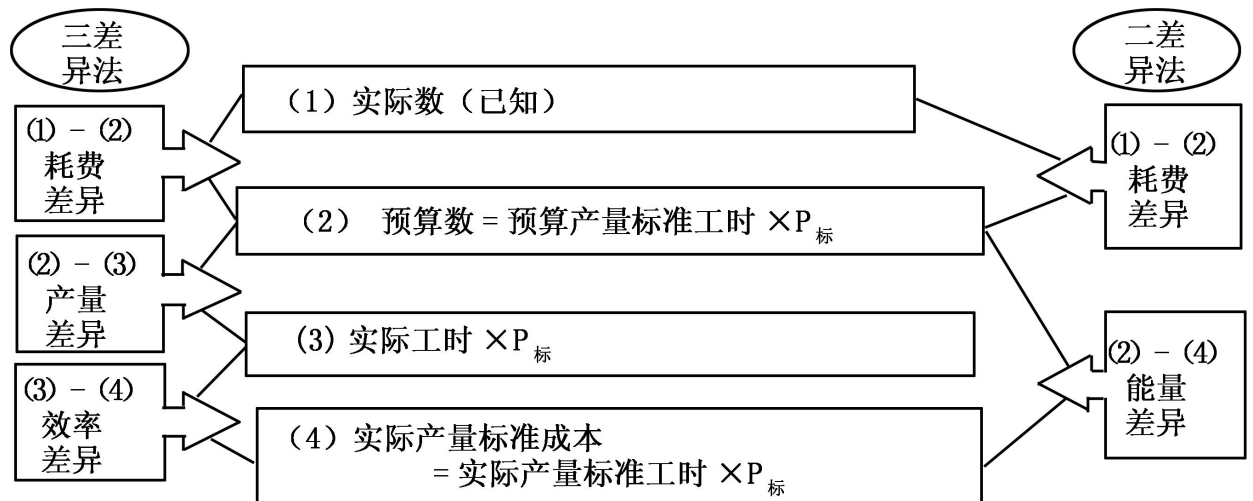 三差
异法
(1) - (2)
耗费
差异
(2) - (3)
产量
差异
(3) - (4)
效率
差异
(1) 实际数 (已知)
(2) 预算数 = 预算产量标准工时 ×P标
(3) 实际工时 ×P标
(4) 实际产量标准成本
= 实际产量标准工时 ×P标
二差
异法
(1) - (2)
耗费
差异
(2) - (4)
能量
差异